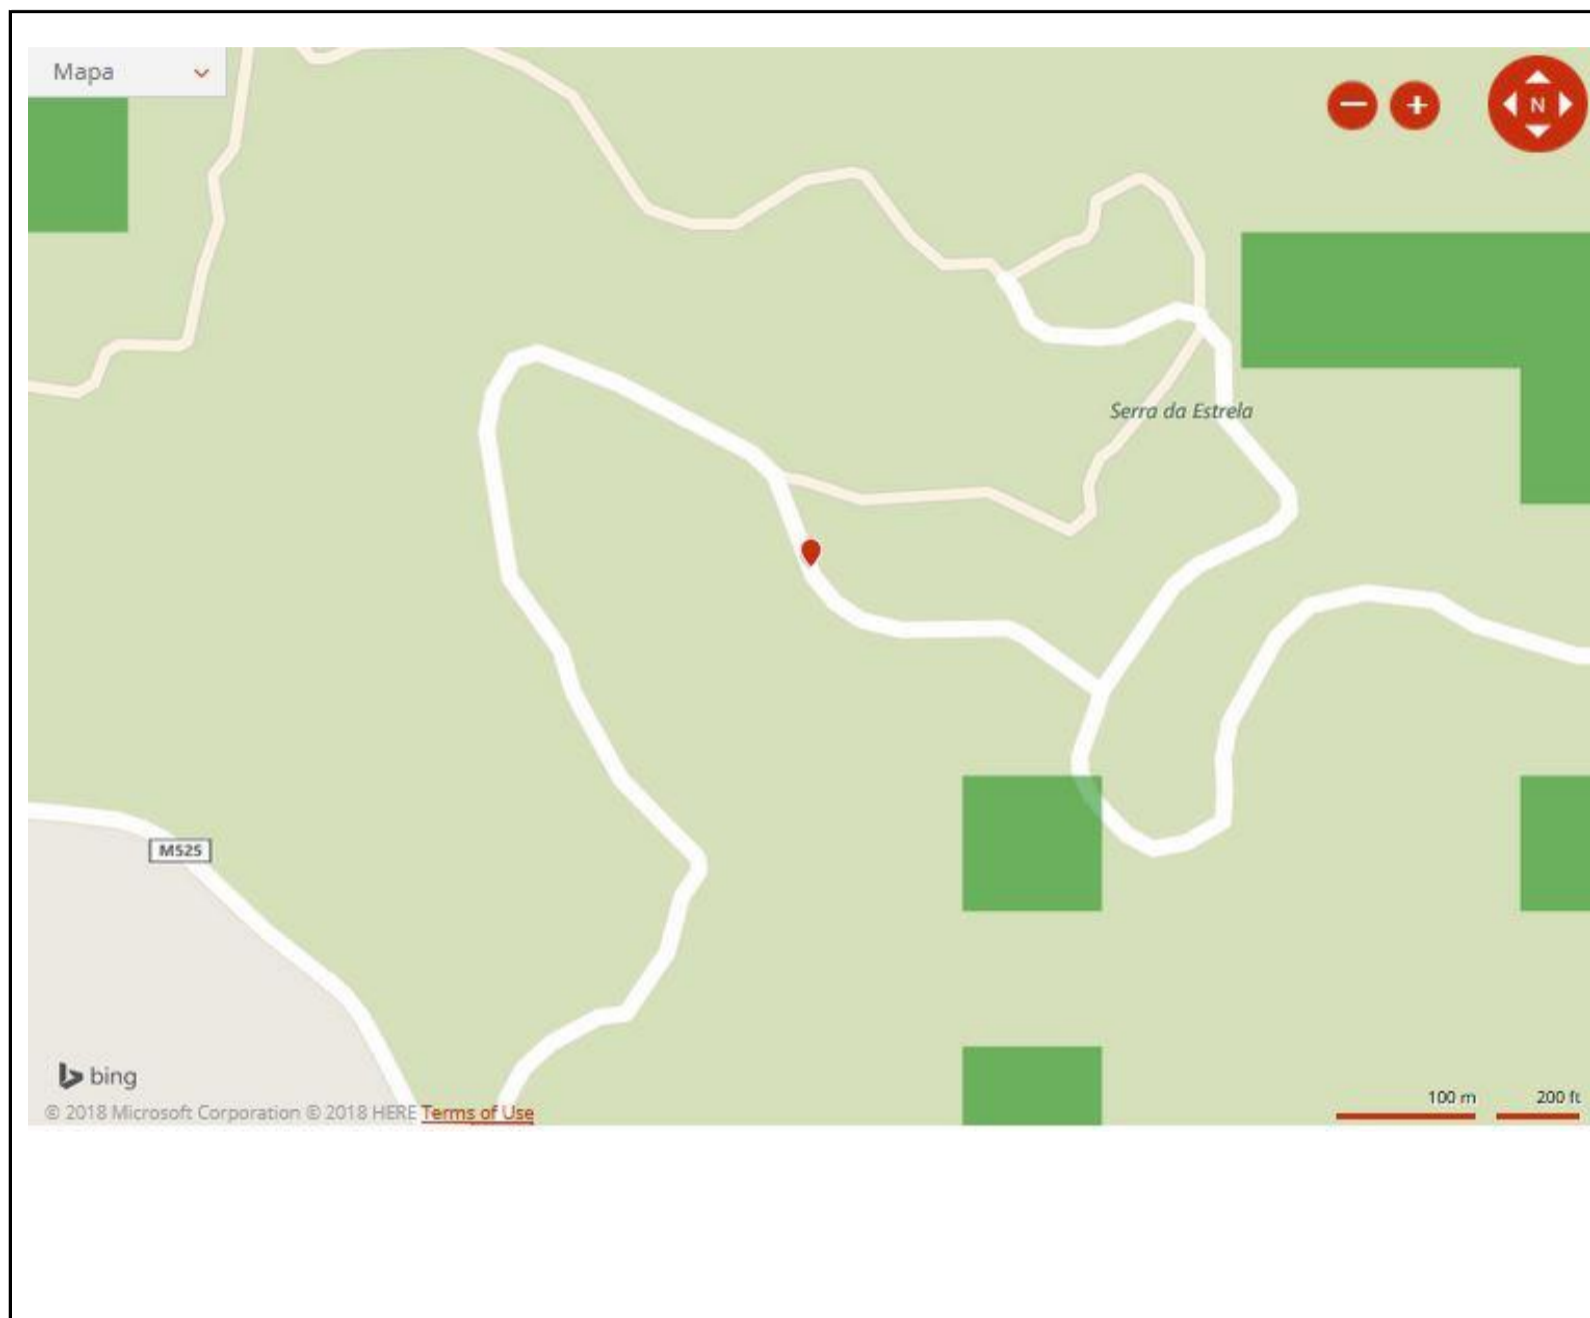 Mapa
N
Serra da Estrela
M525
bing
100 m 200 ft
© 2018 Microsoft Corporation © 2018 HERE Terms of Use